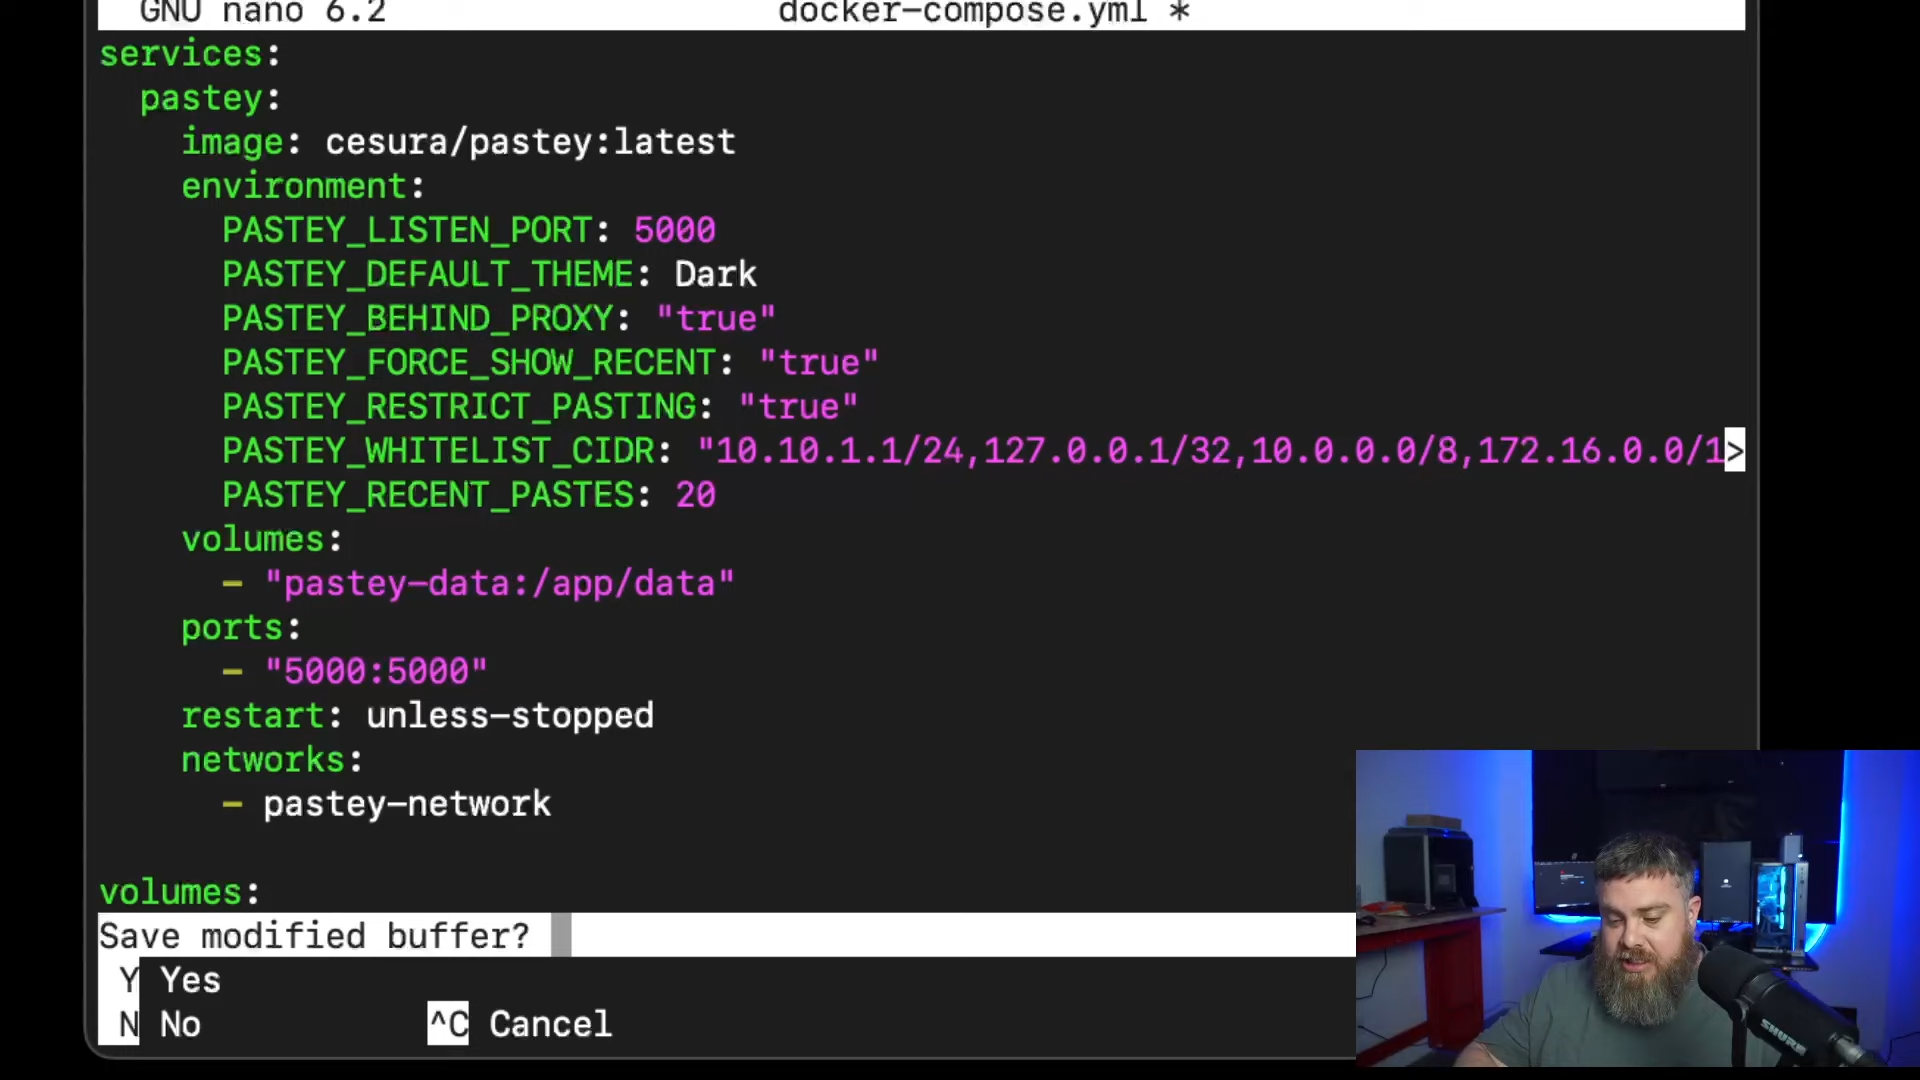 GNU nano 6.2 docker-compose.yml *
services:
pastey:
image: cesura/pastey:latest
environment:
PASTEY_LISTEN_PORT: 5000
PASTEY_DEFAULT_THEME: Dark
PASTEY_BEHIND_PROXY: "true"
PASTEY_FORCE_SHOW_RECENT: "true"
PASTEY_RESTRICT_PASTING: "true"
PASTEY_WHITELIST_CIDR: "10.10.1.1/24,127.0.0.1/32,10.0.0.0/8,172.16.0.0/1>
PASTEY_RECENT_PASTES: 20
volumes:
- "pastey-data:/app/data"
ports:
- "5000:5000"
restart: unless-stopped
networks:
- pastey-network
volumes:
Save modified buffer?
Y Yes
N No ^C Cancel
SHURE